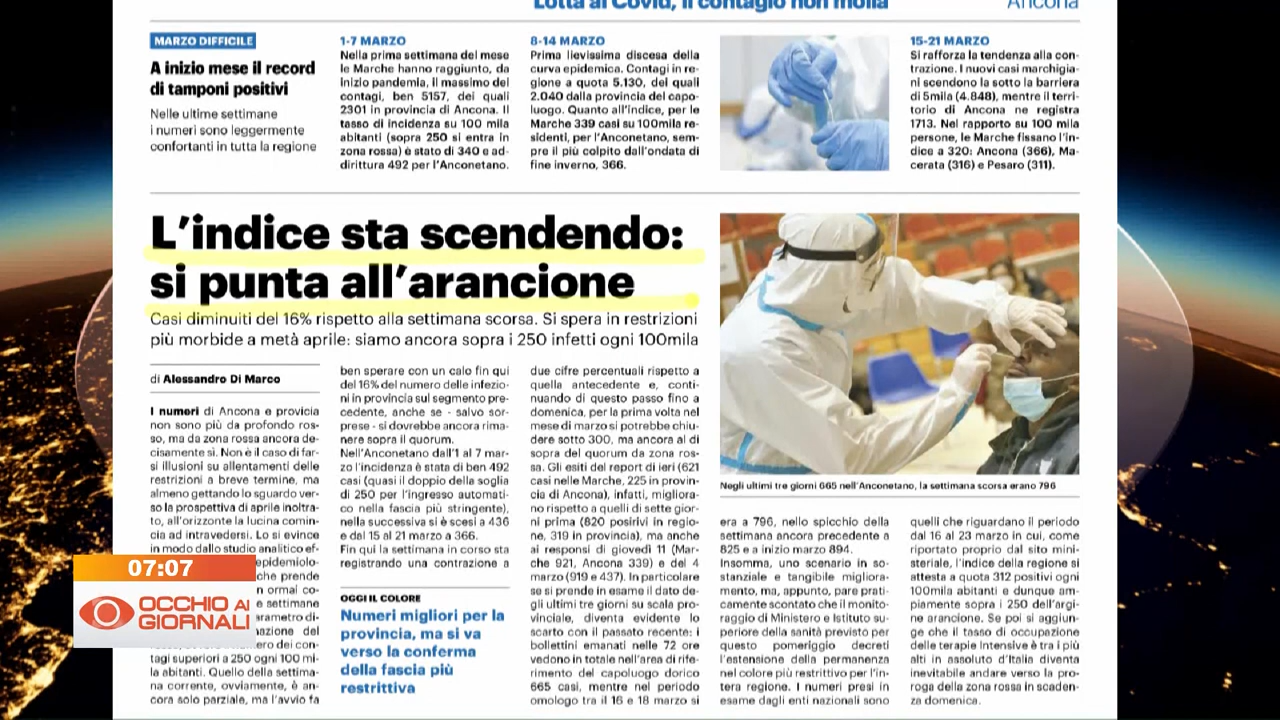 Lotta al Covid, il contagio non molla
Ancona
MARZO DIFFICILE
A inizio mese il record
di tamponi positivi
Nelle ultime settimane
i numeri sono leggermente
confortanti in tutta la regione
1-7 MARZO
Nella prima settimana del mese
le Marche hanno raggiunto, da
inizio pandemia, il massimo dei
contagi, ben 5157, dei quali
2301 in provincia di Ancona. Il
tasso di incidenza su 100 mila
abitanti (sopra 250 si entra in
zona rossa) è stato di 340 e ad-
dirittura 492 per l'Anconetano.
8-14 MARZO
Prima lievissima discesa della
curva epidemica. Contagi in re-
gione a quota 5.130, dei quali
2.040 dalla provincia del capo-
luogo. Quanto all'indice, per le
Marche 339 casi su 100mila re-
sidenti, per l'Anconetano, sem-
pre il più colpito dall'ondata di
fine inverno, 366.
15-21 MARZO
Si rafforza la tendenza alla con-
trazione. I nuovi casi marchigia-
ni scendono la sotto la barriera
di 5mila (4.848), mentre il terri-
torio di Ancona ne registra
1713. Nel rapporto su 100 mila
persone, le Marche fissano l'in-
dice a 320: Ancona (366), Ma-
cerata (316) e Pesaro (311).
L'indice sta scendendo:
si punta all'arancione
Casi diminuiti del 16% rispetto alla settimana scorsa. Si spera in restrizioni
più morbide a metà aprile: siamo ancora sopra i 250 infetti ogni 100mila
di Alessandro Di Marco
I numeri di Ancona e provicia
non sono più da profondo ros-
so, ma da zona rossa ancora de-
cisamente sì. Non è il caso di far-
si illusioni su allentamenti delle
restrizioni a breve termine, ma
almeno gettando lo sguardo ver-
so la prospettiva di aprile inoltra-
to, all'orizzonte la lucina comin-
cia ad intravedersi. Lo si evince
in modo dallo studio analitico ef-
epidemiolo-
che prende
n ormai co-
e settimane
arametro di-
azione del
ero dei con-
tagi superiori a 250 ogni 100 mi-
la abitanti. Quello della settima-
na corrente, ovviamente, è an-
cora solo parziale, ma l'avvio fa
ben sperare con un calo fin qui
del 16% del numero delle infezio-
ni in provincia sul segmento pre-
cedente, anche se - salvo sor-
prese - si dovrebbe ancora rima-
nere sopra il quorum.
Nell'Anconetano dall'1 al 7 mar-
zo l'incidenza è stata di ben 492
casi (quasi il doppio della soglia
di 250 per l'ingresso automati-
co nella fascia più stringente),
nella successiva si è scesi a 436
e dal 15 al 21 marzo a 366.
Fin qui la settimana in corso sta
registrando una contrazione a
OGGI IL COLORE
Numeri migliori per la
provincia, ma si va
verso la conferma
della fascia più
restrittiva
due cifre percentuali rispetto a
quella antecedente e, conti-
nuando di questo passo fino a
domenica, per la prima volta nel
mese di marzo si potrebbe chiu-
dere sotto 300, ma ancora al di
sopra del quorum da zona ros-
sa. Gli esiti del report di ieri (621
casi nelle Marche, 225 in provin-
cia di Ancona), infatti, migliora-
no rispetto a quelli di sette gior-
ni prima (820 posirivi in regio-
ne, 319 in provincia), ma anche
ai responsi di giovedì 11 (Mar-
che 921, Ancona 339) e del 4
marzo (919 e 437). In particolare
se si prende in esame il dato de-
gli ultimi tre giorni su scala pro-
vinciale, diventa evidente lo
scarto con il passato recente: i
bollettini emanati nelle 72 ore
vedono in totale nell'area di rife-
rimento del capoluogo dorico
665 casi, mentre nel periodo
omologo tra il 16 e 18 marzo si
Negli ultimi tre giorni 665 nell'Anconetano, la settimana scorsa erano 796
era a 796, nello spicchio della
settimana ancora precedente a
825 e a inizio marzo 894.
Insomma, uno scenario in so-
stanziale e tangibile migliora-
mento, ma, appunto, pare prati-
camente scontato che il monito-
raggio di Ministero e Istituto su-
periore della sanità previsto per
questo pomeriggio decreti
l'estensione della permanenza
nel colore più restrittivo per l'in-
tera regione. I numeri presi in
esame dagli enti nazionali sono
quelli che riguardano il periodo
dal 16 al 23 marzo in cui, come
riportato proprio dal sito mini-
steriale, l'indice della regione si
attesta a quota 312 positivi ogni
100mila abitanti e dunque am-
piamente sopra i 250 dell'argi-
ne arancione. Se poi si aggiun-
ge che il tasso di occupazione
delle terapie Intensive è tra i più
alti in assoluto d'Italia diventa
inevitabile andare verso la pro-
roga della zona rossa in scaden-
za domenica.
07:07
OCCHIO AI
GIORNALI